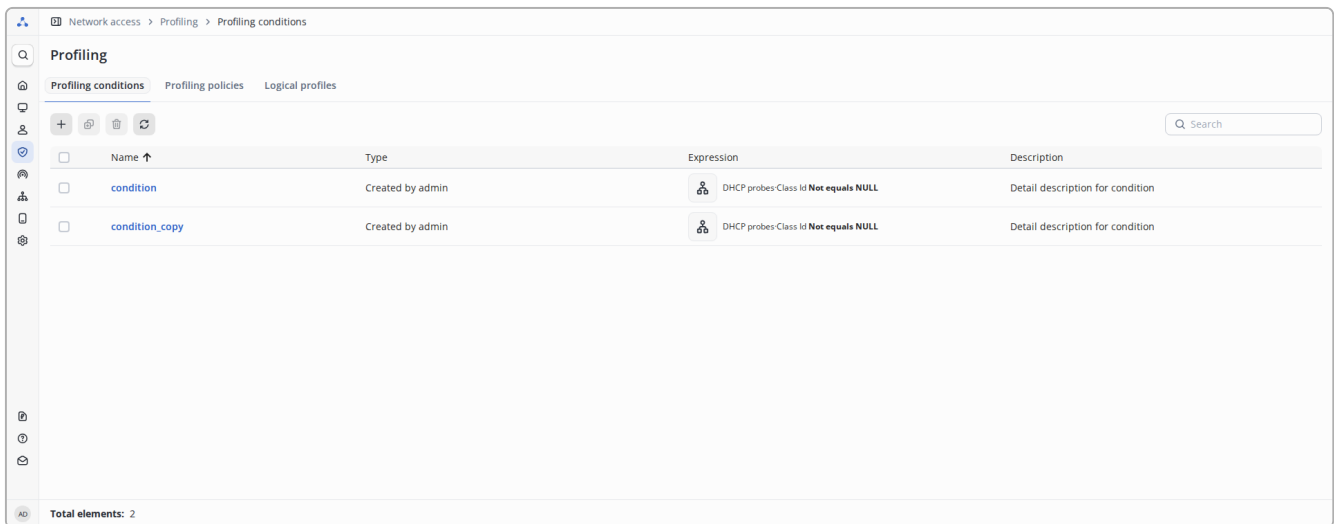 Network access > Profiling > Profiling conditions
Profiling
Profiling conditions Profiling policies Logical profiles
Search
Name Type Expression Description
condition Created by admin DHCP probes·Class Id Not equals NULL Detail description for condition
condition_copy Created by admin DHCP probes·Class Id Not equals NULL Detail description for condition
AD Total elements: 2